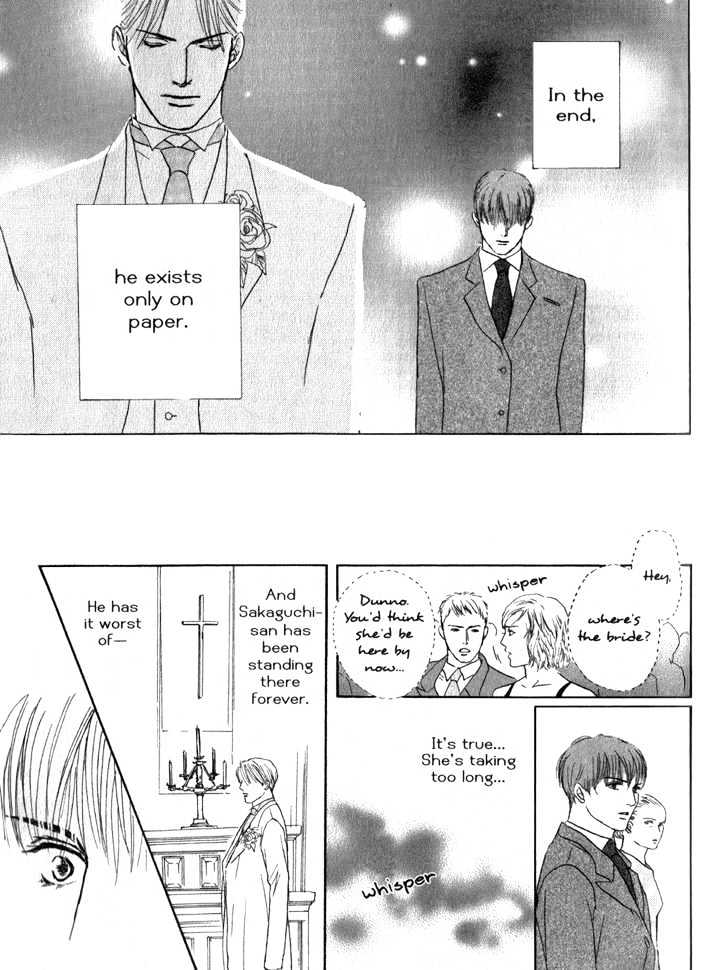 In the
end,
he exists
only on
paper.
Hey,
where's
the bride?
whisper
Dunno.
You'd think
she'd be
here by
now...
It's true...
She's taking
too long...
whisper
And
Sakaguchi-
san has
been
standing
there
forever.
He has
it worst
of—